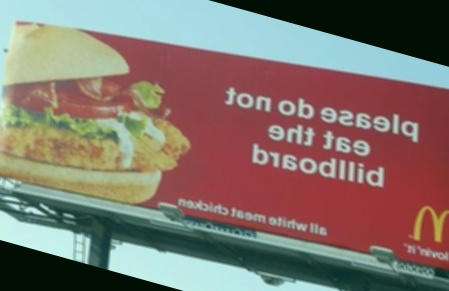 please do not
eat the
billboard
all white meat chicken
lovin' it